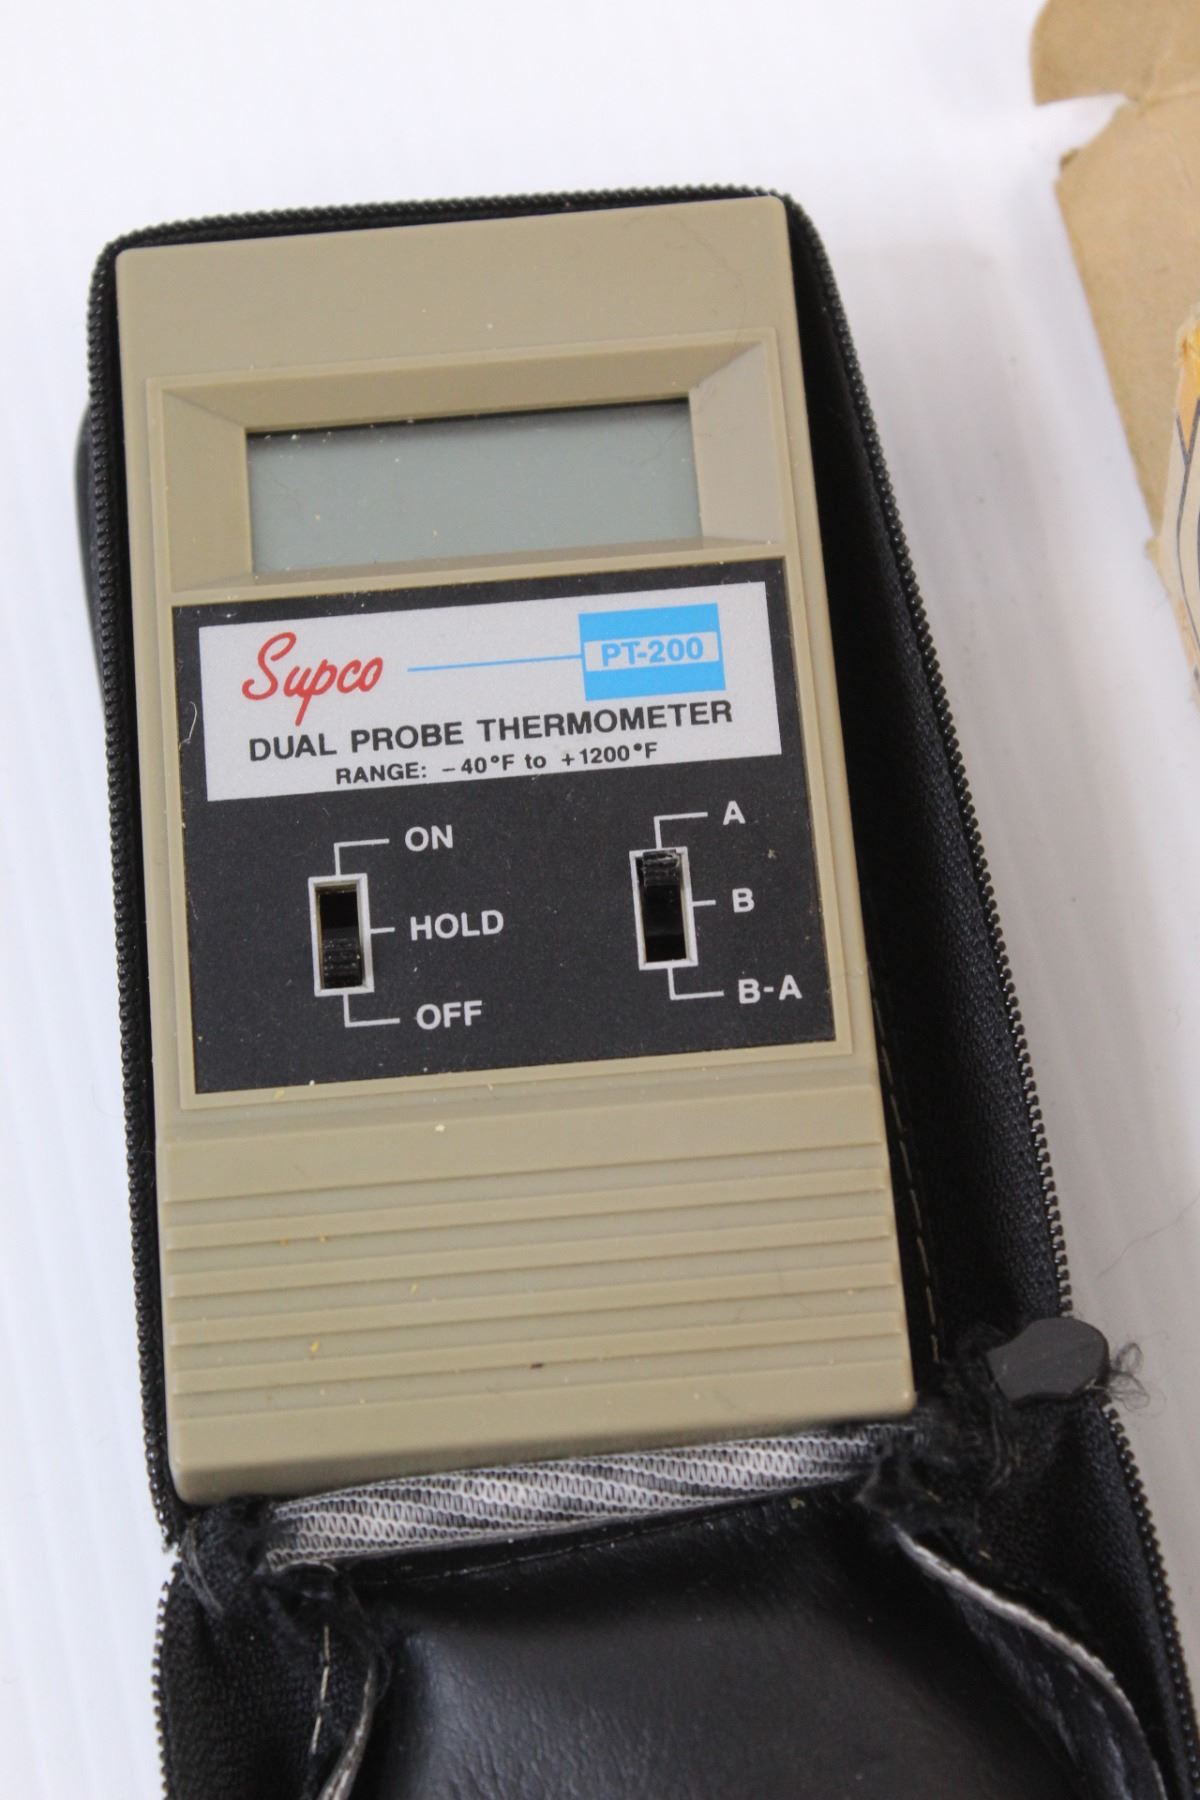 Supco
PT-200
DUAL PROBE THERMOMETER
RANGE: -40°F to +1200°F
ON
HOLD
OFF
A
B
B-A